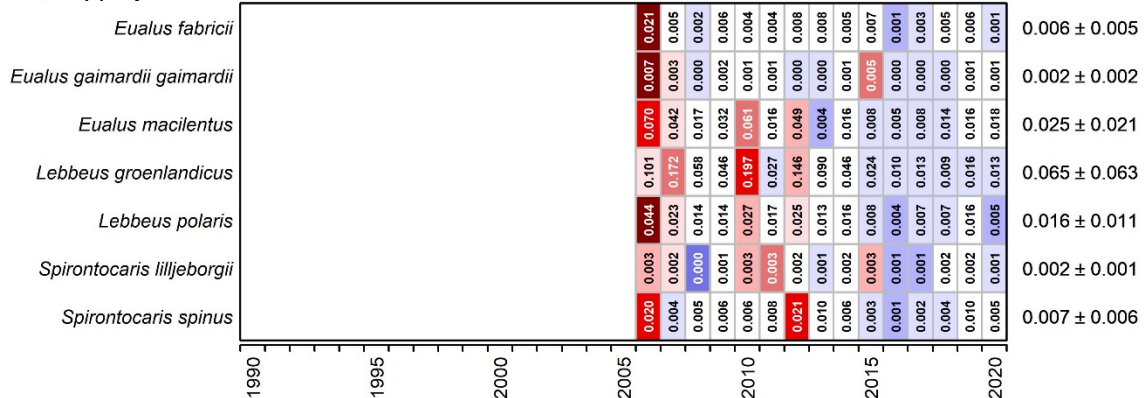 Eualus fabricii 0.021 0.005 0.002 0.006 0.004 0.004 0.008 0.008 0.005 0.007 0.001 0.003 0.005 0.006 0.001 0.006 ± 0.005
Eualus gaimardii gaimardii 0.007 0.003 0.000 0.002 0.001 0.001 0.000 0.000 0.001 0.005 0.000 0.000 0.000 0.001 0.001 0.002 ± 0.002
Eualus macilentus 0.070 0.042 0.017 0.032 0.061 0.016 0.049 0.004 0.016 0.008 0.005 0.008 0.014 0.016 0.018 0.025 ± 0.021
Lebbeus groenlandicus 0.101 0.172 0.058 0.046 0.197 0.027 0.146 0.090 0.046 0.024 0.010 0.013 0.009 0.016 0.013 0.065 ± 0.063
Lebbeus polaris 0.044 0.023 0.014 0.014 0.027 0.017 0.025 0.013 0.016 0.008 0.004 0.007 0.007 0.016 0.005 0.016 ± 0.011
Spirontocaris lilljeborgii 0.003 0.002 0.000 0.001 0.003 0.003 0.002 0.001 0.002 0.003 0.001 0.001 0.002 0.002 0.001 0.002 ± 0.001
Spirontocaris spinus 0.020 0.004 0.005 0.006 0.006 0.008 0.021 0.010 0.006 0.003 0.001 0.002 0.004 0.010 0.005 0.007 ± 0.006
1990 1995 2000 2005 2010 2015 2020